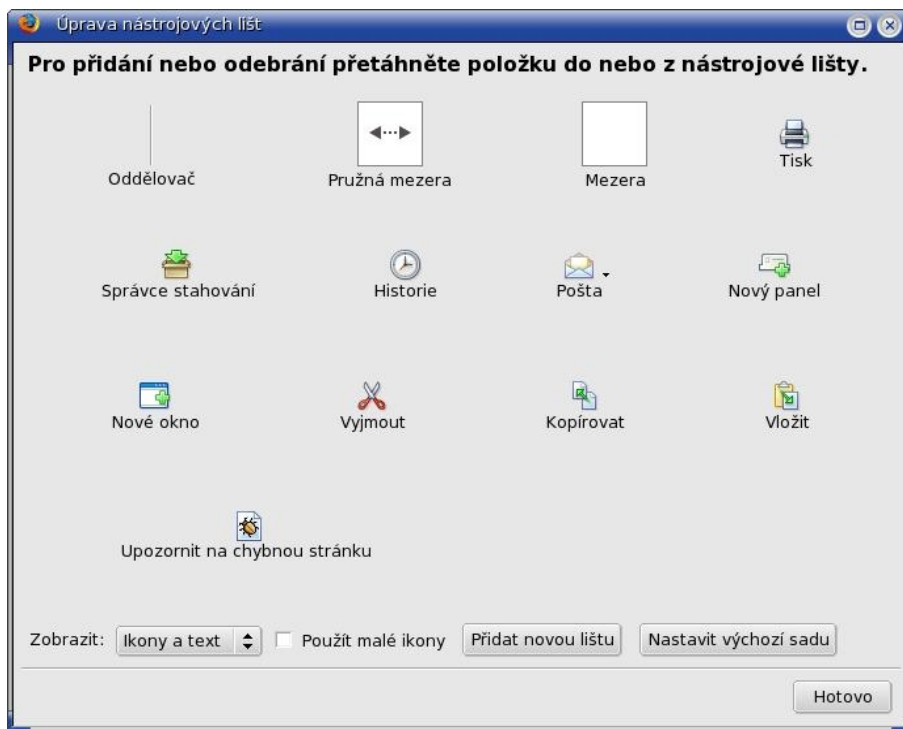 Úprava nástrojových lišt
Pro přidání nebo odebrání přetáhněte položku do nebo z nástrojové lišty.
Oddělovač
Pružná mezera
Mezera
Tisk
Správce stahování
Historie
Pošta
Nový panel
Nové okno
Vyjmout
Kopírovat
Vložit
Upozornit na chybnou stránku
Zobrazit: Ikony a text Použít malé ikony Přidat novou lištu Nastavit výchozí sadu
Hotovo